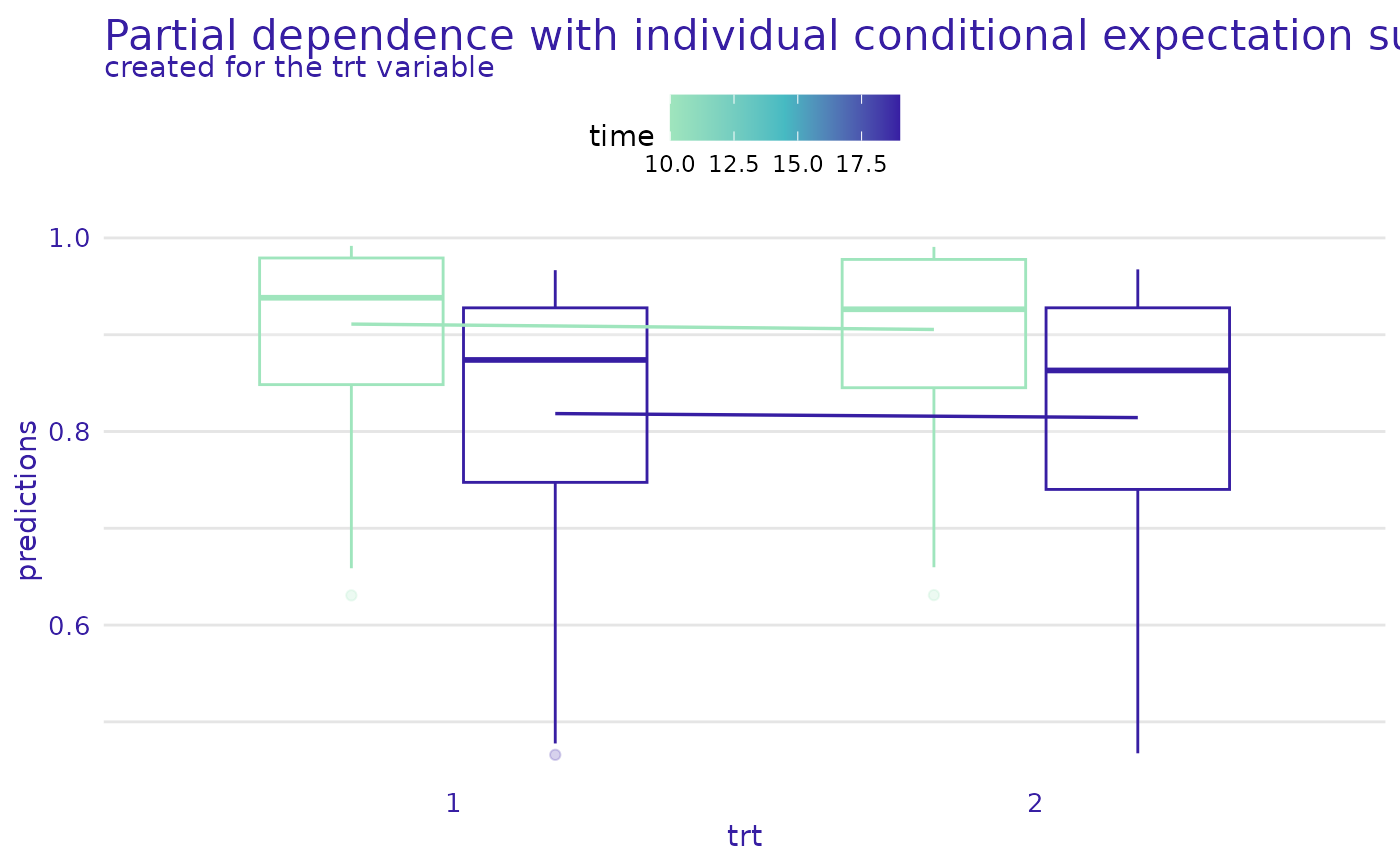 Partial dependence with individual conditional expectation su
created for the trt variable
time
10.0 12.5 15.0 17.5
1.0
0.8
0.6
predictions
1 2
trt